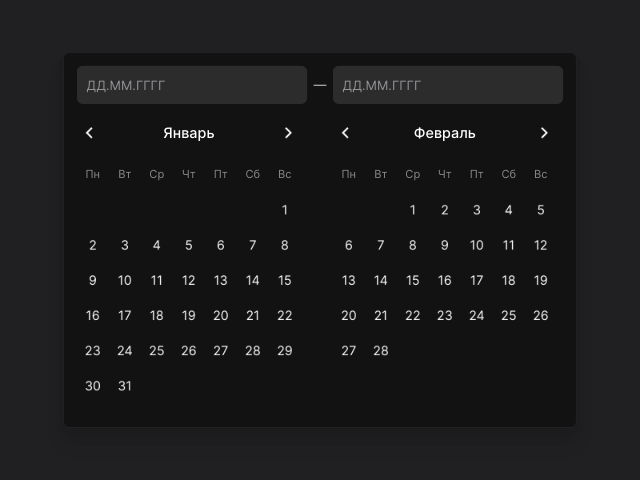 ДД.ММ.ГГГГ — ДД.ММ.ГГГГ
Январь
Пн Вт Ср Чт Пт Сб Вс
1
2 3 4 5 6 7 8
9 10 11 12 13 14 15
16 17 18 19 20 21 22
23 24 25 26 27 28 29
30 31
Февраль
Пн Вт Ср Чт Пт Сб Вс
1 2 3 4 5
6 7 8 9 10 11 12
13 14 15 16 17 18 19
20 21 22 23 24 25 26
27 28